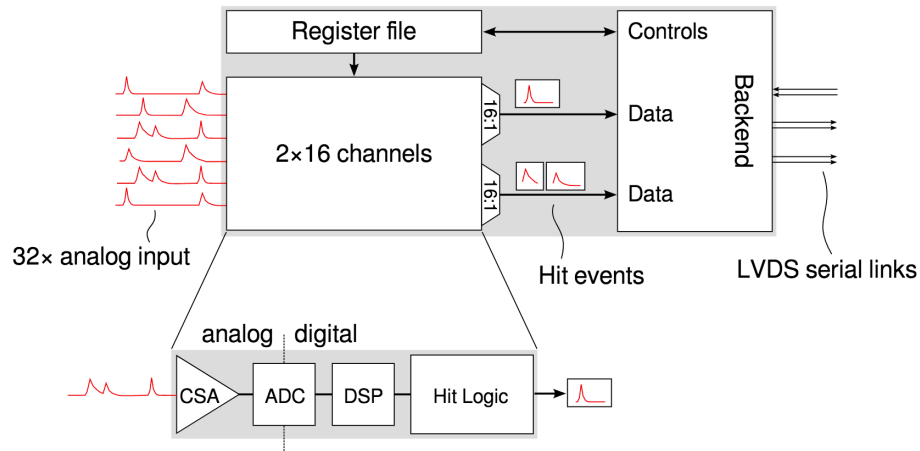 Register file
Controls
16:1
Data
Backend
2×16 channels
16:1
Data
32× analog input
Hit events
LVDS serial links
analog
digital
CSA
ADC
DSP
Hit Logic